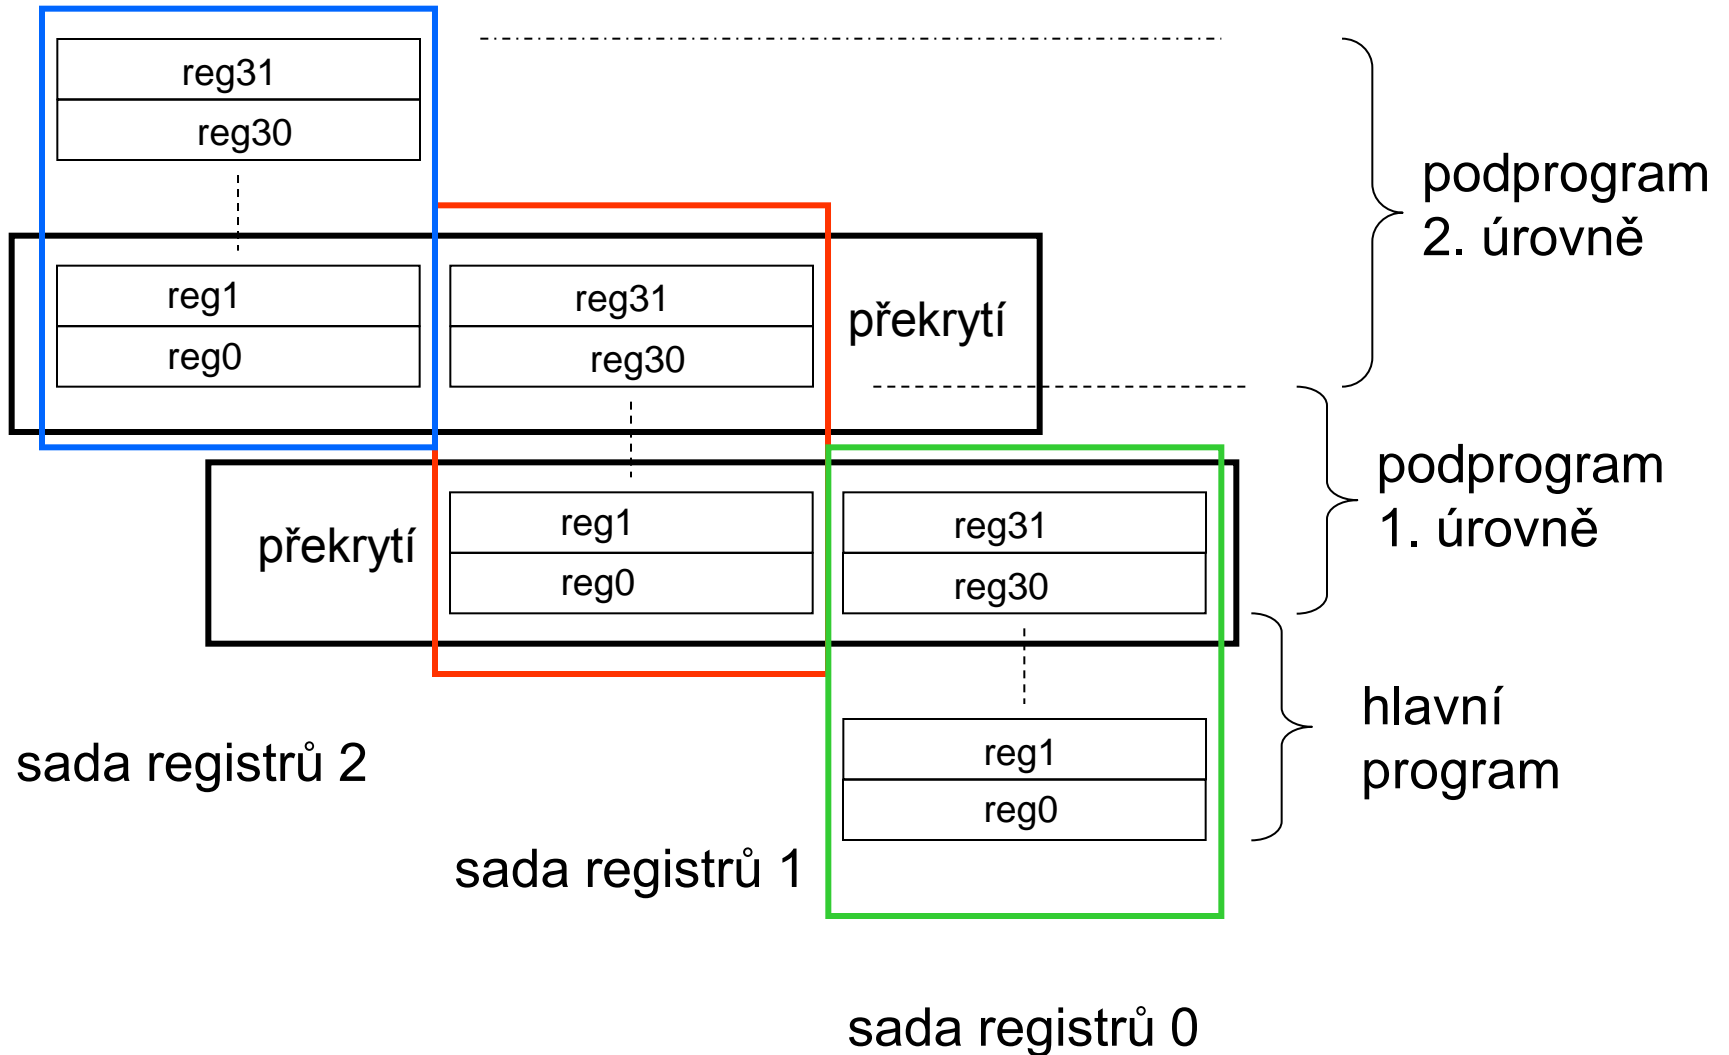 reg31
reg30
podprogram
2. úrovně
reg1
reg31
překrytí
reg0
reg30
podprogram
1. úrovně
reg1
reg31
překrytí
reg0
reg30
hlavní
program
reg1
reg0
sada registrů 2
sada registrů 1
sada registrů 0